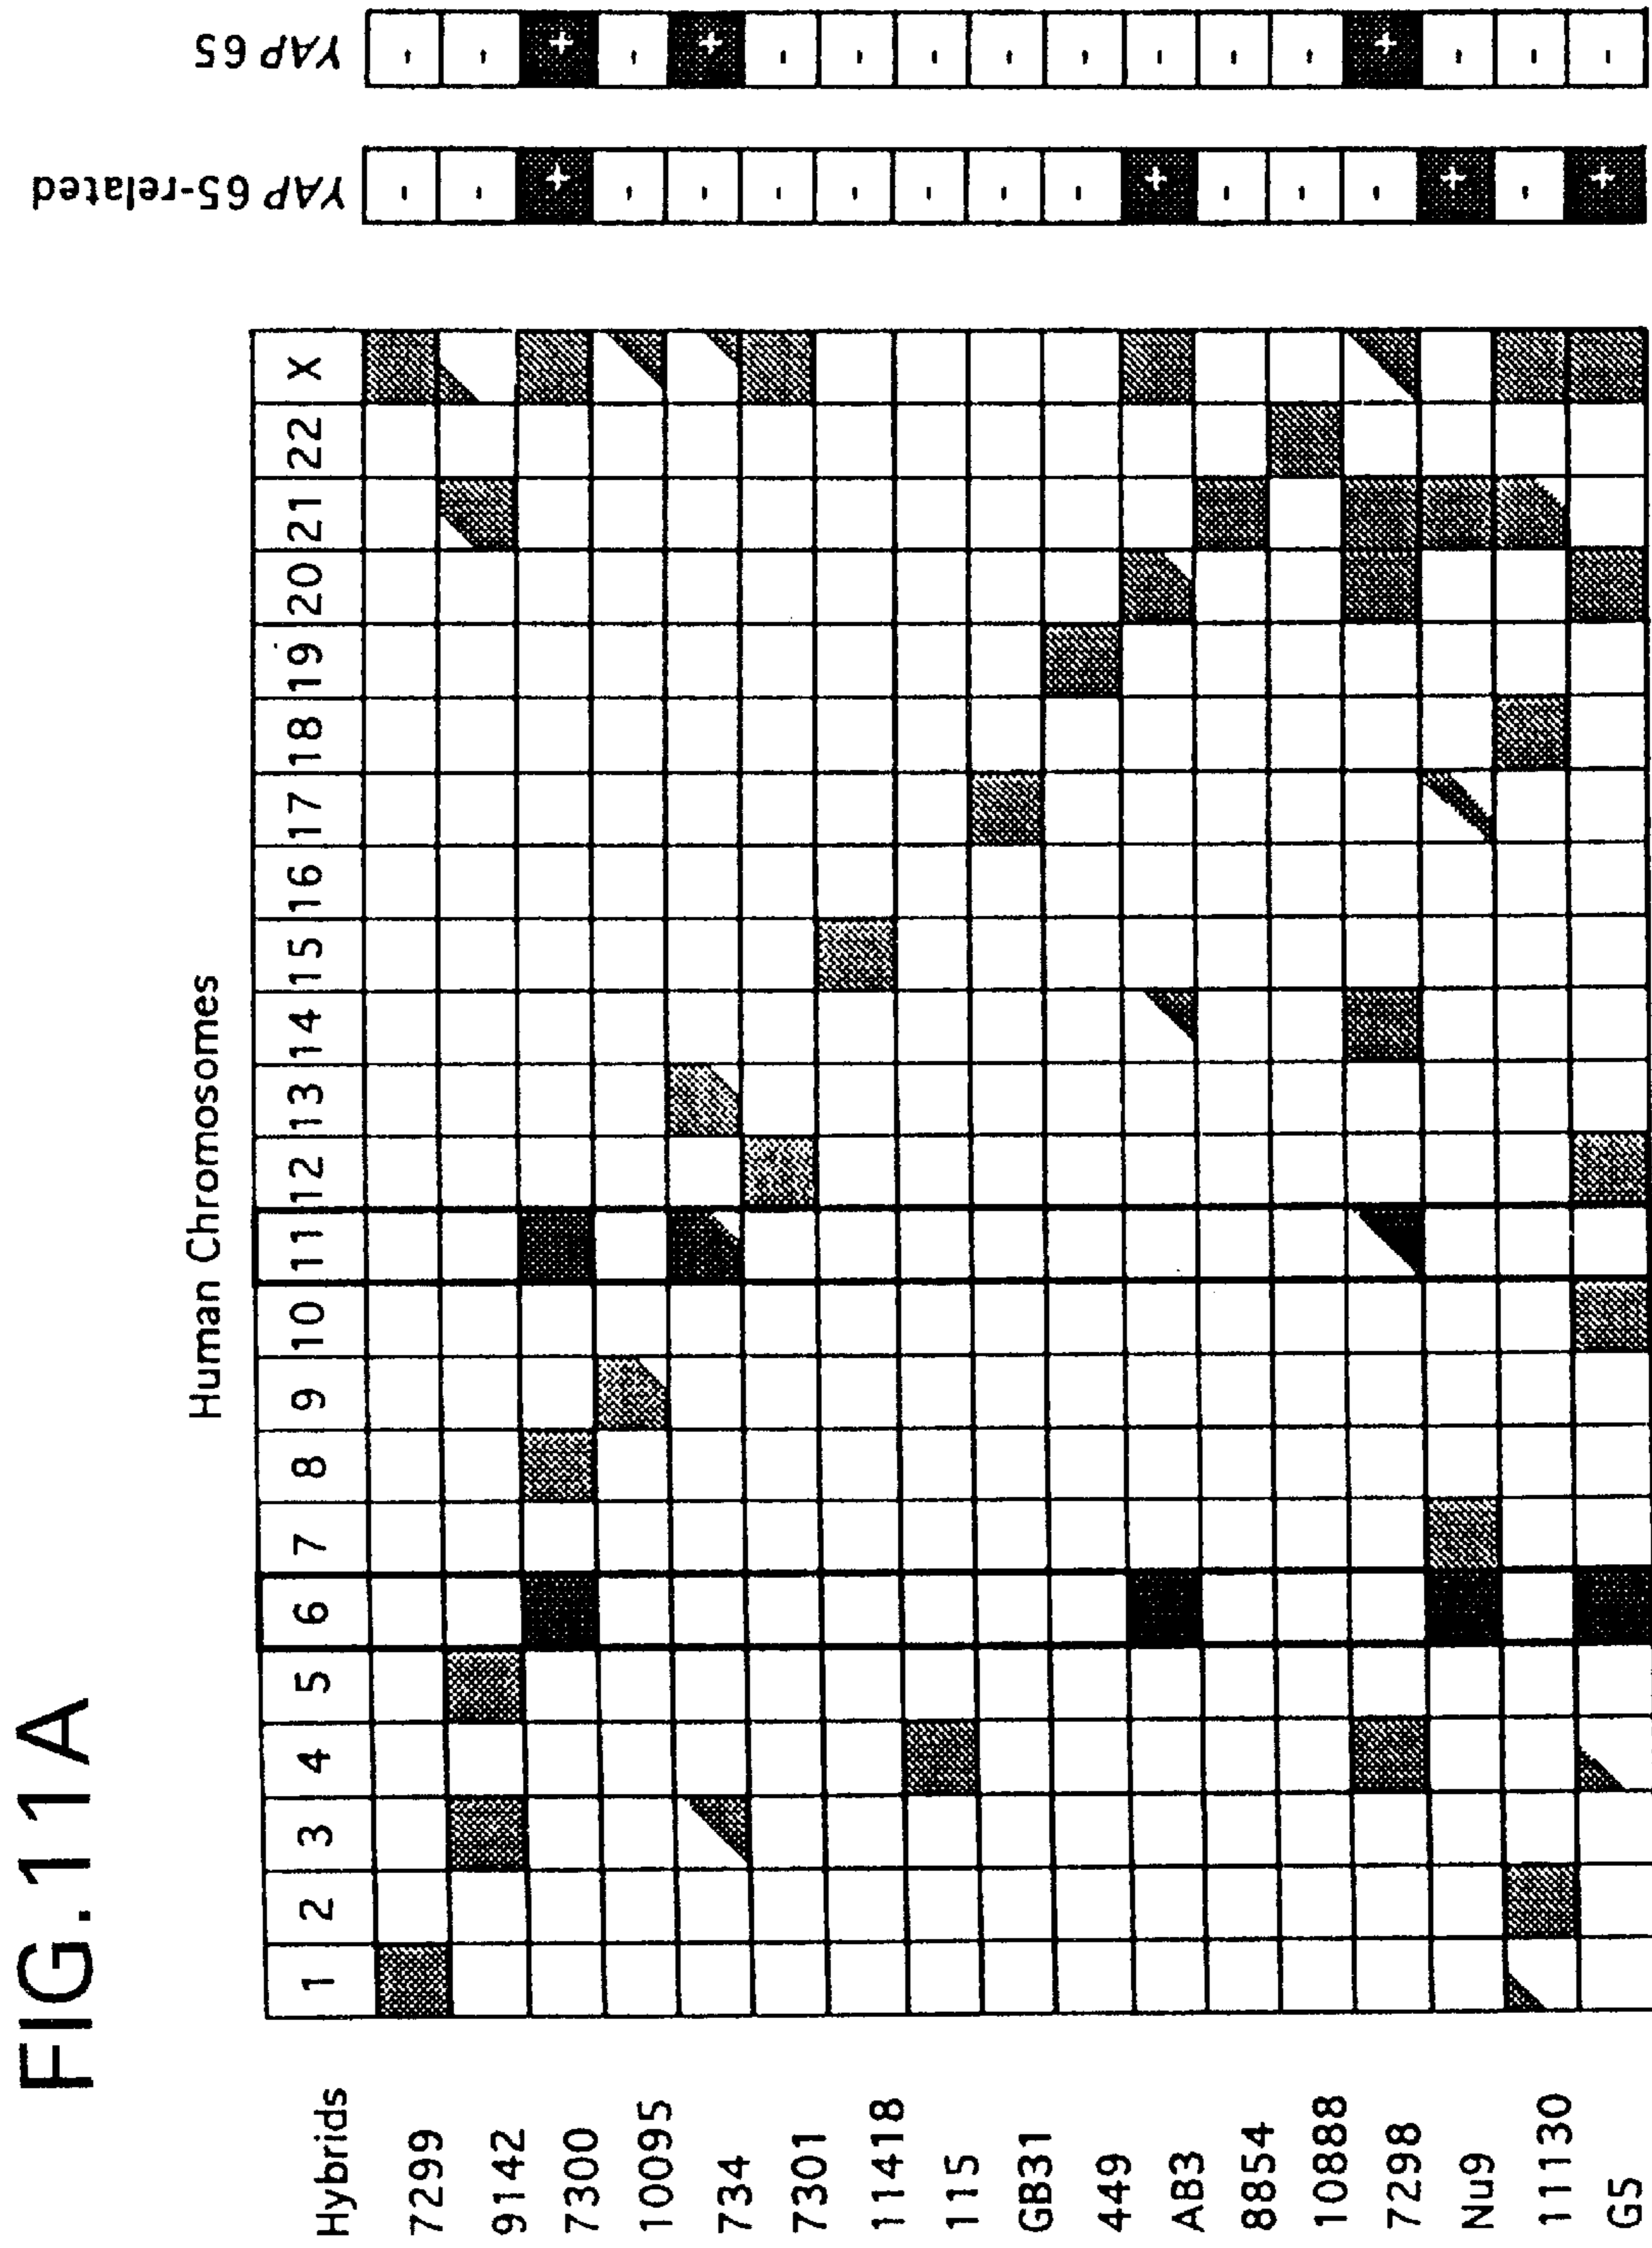 FIG.11A
Human Chromosomes
Hybrids 1 2 3 4 5 6 7 8 9 10 11 12 13 14 15 16 17 18 19 20 21 22 X YAP 65-related YAP 65
7299 - -
9142 - -
7300 + +
10095 - -
734 - +
7301 - -
11418 - -
115 - -
GB31 - -
449 - -
AB3 + -
8854 - -
10888 - -
7298 - +
Nu9 + -
11130 - -
G5 + -